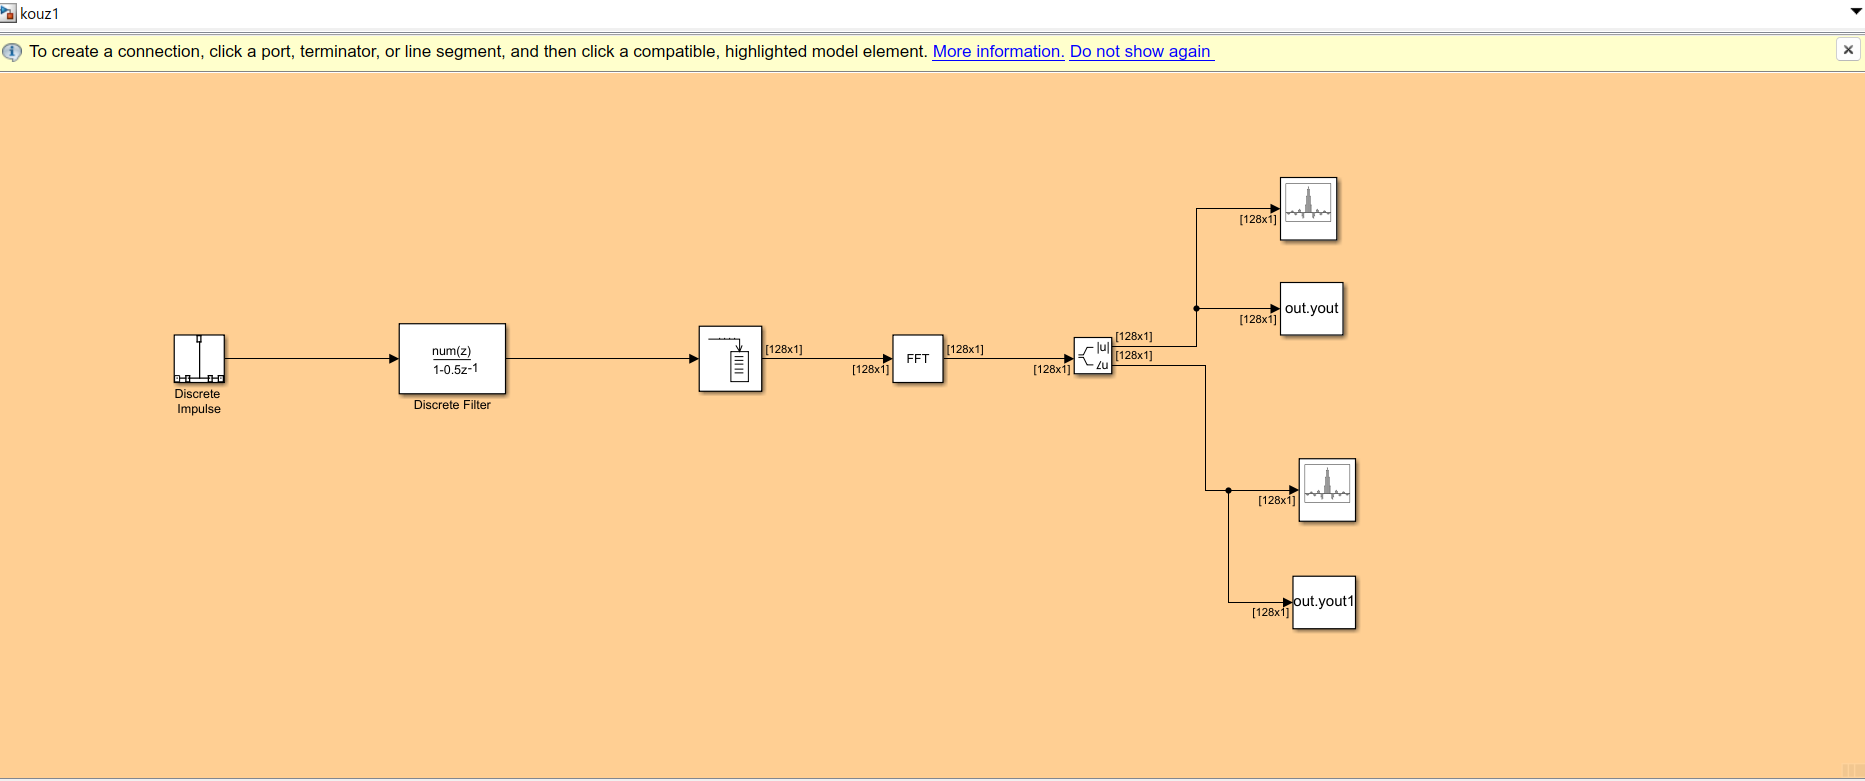 kouz1
To create a connection, click a port, terminator, or line segment, and then click a compatible, highlighted model element. More information. Do not show again
[128x1]
out.yout
[128x1]
[128x1]
[128x1]
|u|
∠u
[128x1]
Discrete
Impulse
num(z)
1-0.5z-1
Discrete Filter
[128x1]
[128x1]
FFT
[128x1]
[128x1]
[128x1]
out.yout1
[128x1]